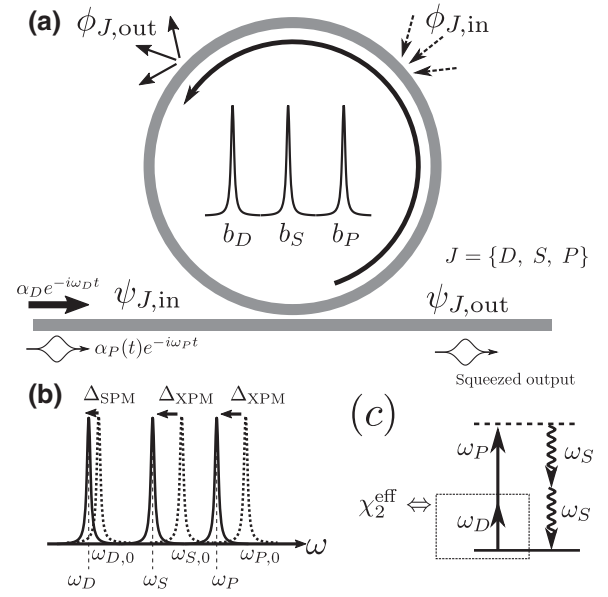 (a)
ϕ_{J,out}
ϕ_{J,in}
b_D b_S b_P
J = {D, S, P}
α_D e^{-iω_D t}
ψ_{J,in}
ψ_{J,out}
α_P(t)e^{-iω_P t}
Squeezed output
(b)
Δ_{SPM} Δ_{XPM} Δ_{XPM}
ω_{D,0} ω_{S,0} ω_{P,0} ω
ω_D ω_S ω_P
(c)
ω_P ω_S
χ_2^{eff} ⇔ ω_D ω_S